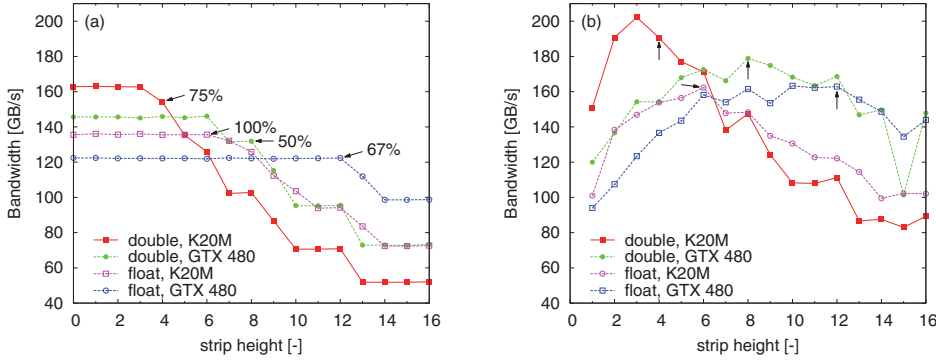 (a)
Bandwidth [GB/s]
200
180
160
140
120
100
80
60
40
75%
100%
50%
67%
double, K20M
double, GTX 480
float, K20M
float, GTX 480
0 2 4 6 8 10 12 14 16
strip height [-]
(b)
Bandwidth [GB/s]
200
180
160
140
120
100
80
60
40
double, K20M
double, GTX 480
float, K20M
float, GTX 480
0 2 4 6 8 10 12 14 16
strip height [-]